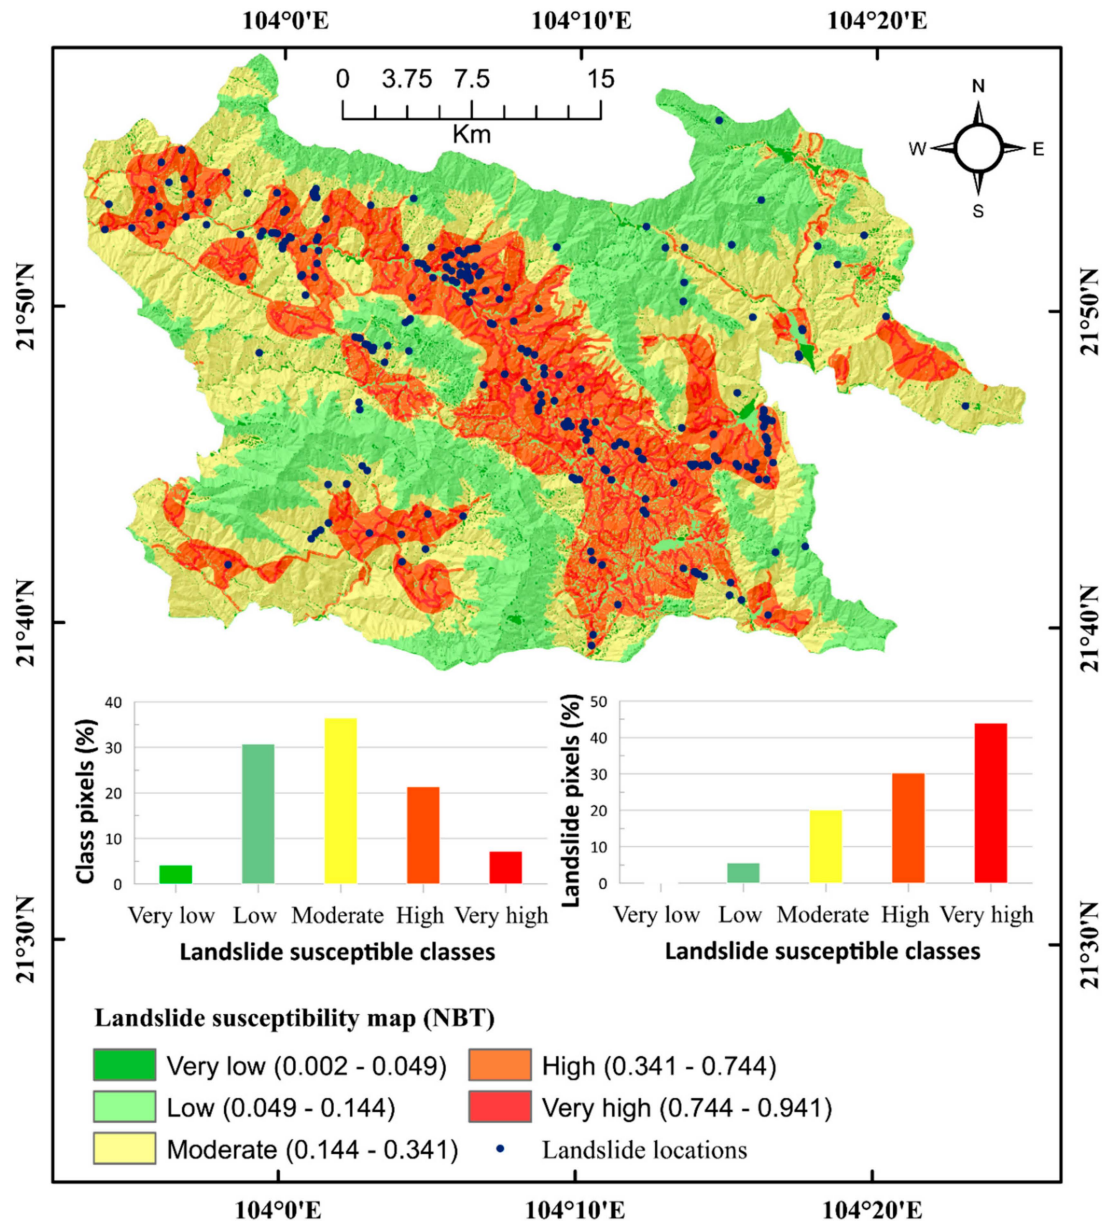 104°0'E 104°10'E 104°20'E
0 3.75 7.5 15
Km
N
W E
S
21°50'N 21°50'N
21°40'N 21°40'N
21°30'N 21°30'N
Class pixels (%)
40
30
20
10
0
Very low Low Moderate High Very high
Landslide susceptible classes
Landslide pixels (%)
50
40
30
20
10
0
Very low Low Moderate High Very high
Landslide susceptible classes
Landslide susceptibility map (NBT)
Very low (0.002 - 0.049)
Low (0.049 - 0.144)
Moderate (0.144 - 0.341)
High (0.341 - 0.744)
Very high (0.744 - 0.941)
Landslide locations
104°0'E 104°10'E 104°20'E